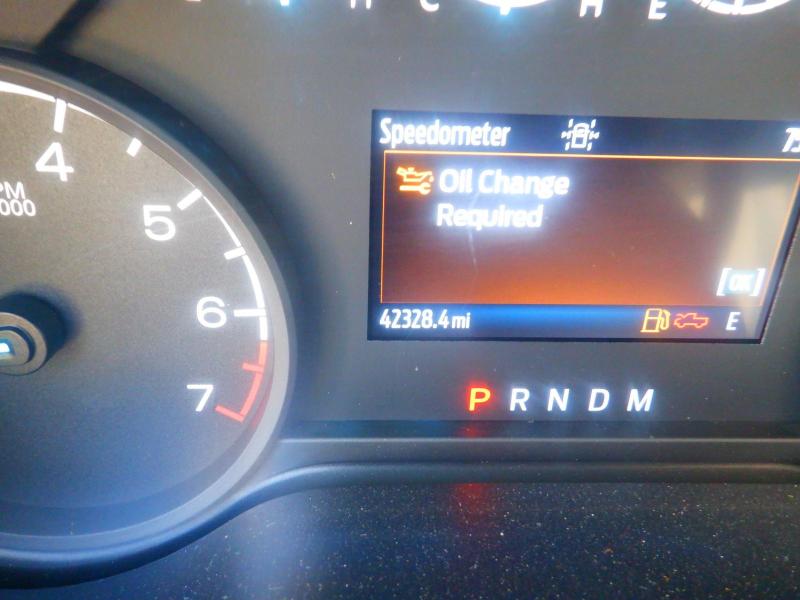 H E
4
5
6
7
Speedometer
Oil Change
Required
[OK]
42328.4 mi
E
P R N D M